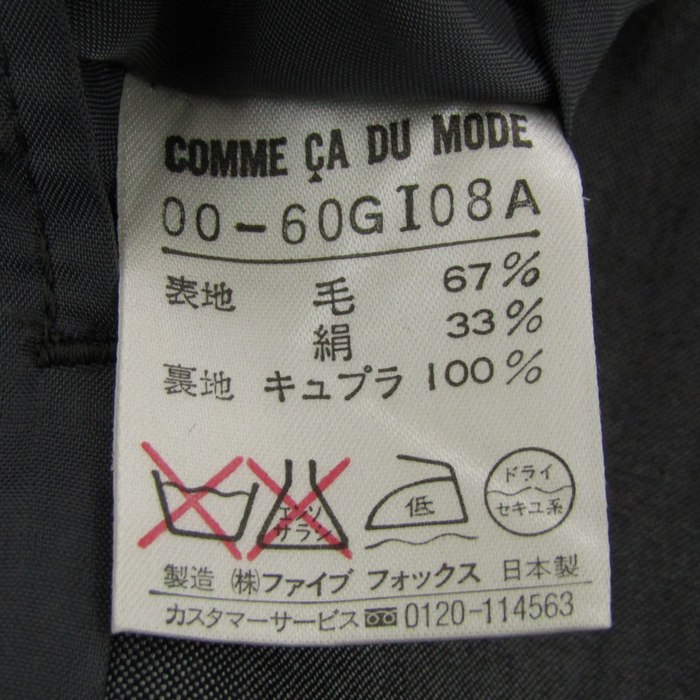 COMME ÇA DU MODE
00-60GI08A
表地 毛 67%
絹 33%
裏地 キュプラ 100%
エンソ
サラシ
低
ドライ
セキユ系
製造 (株)ファイブ フォックス 日本製
カスタマーサービス 0120-114563